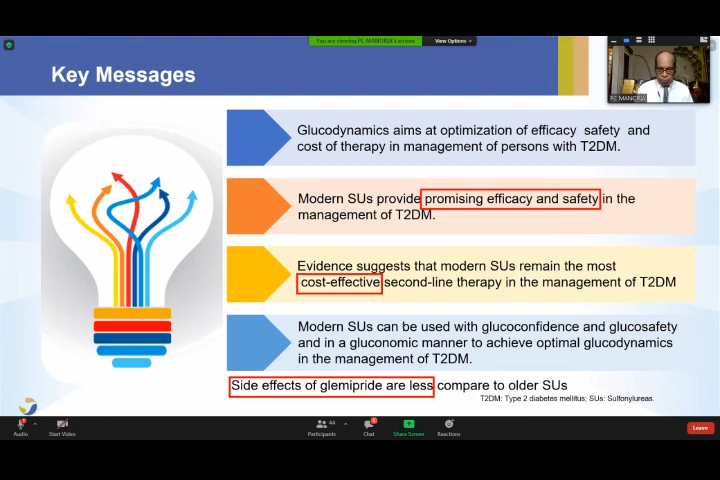 You are viewing PC MANORIA's screen
View Options
Key Messages
PC MANORIA
Glucodynamics aims at optimization of efficacy safety and
cost of therapy in management of persons with T2DM.
Modern SUs provide promising efficacy and safety in the
management of T2DM.
Evidence suggests that modern SUs remain the most
cost-effective second-line therapy in the management of T2DM
Modern SUs can be used with glucoconfidence and glucosafety
and in a gluconomic manner to achieve optimal glucodynamics
in the management of T2DM.
Side effects of glemipride are less compare to older SUs
T2DM: Type 2 diabetes mellitus; SUs: Sulfonylureas.
Audio
Start Video
Participants
44
Chat
Share Screen
Reactions
Leave